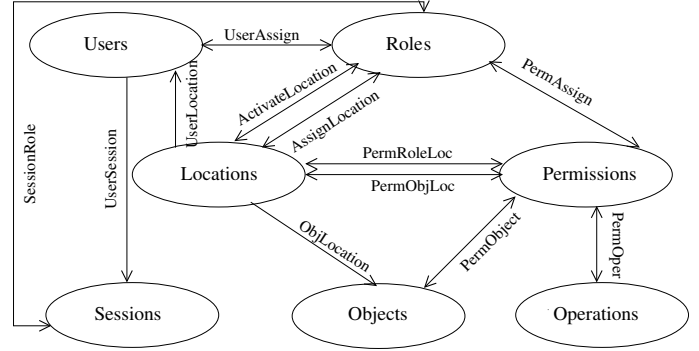 UserAssign
Users
Roles
PermAssign
ActivateLocation
UserLocation
AssignLocation
SessionRole
UserSession
PermRoleLoc
Locations
Permissions
PermObjLoc
ObjLocation
PermObject
PermOper
Sessions
Objects
Operations